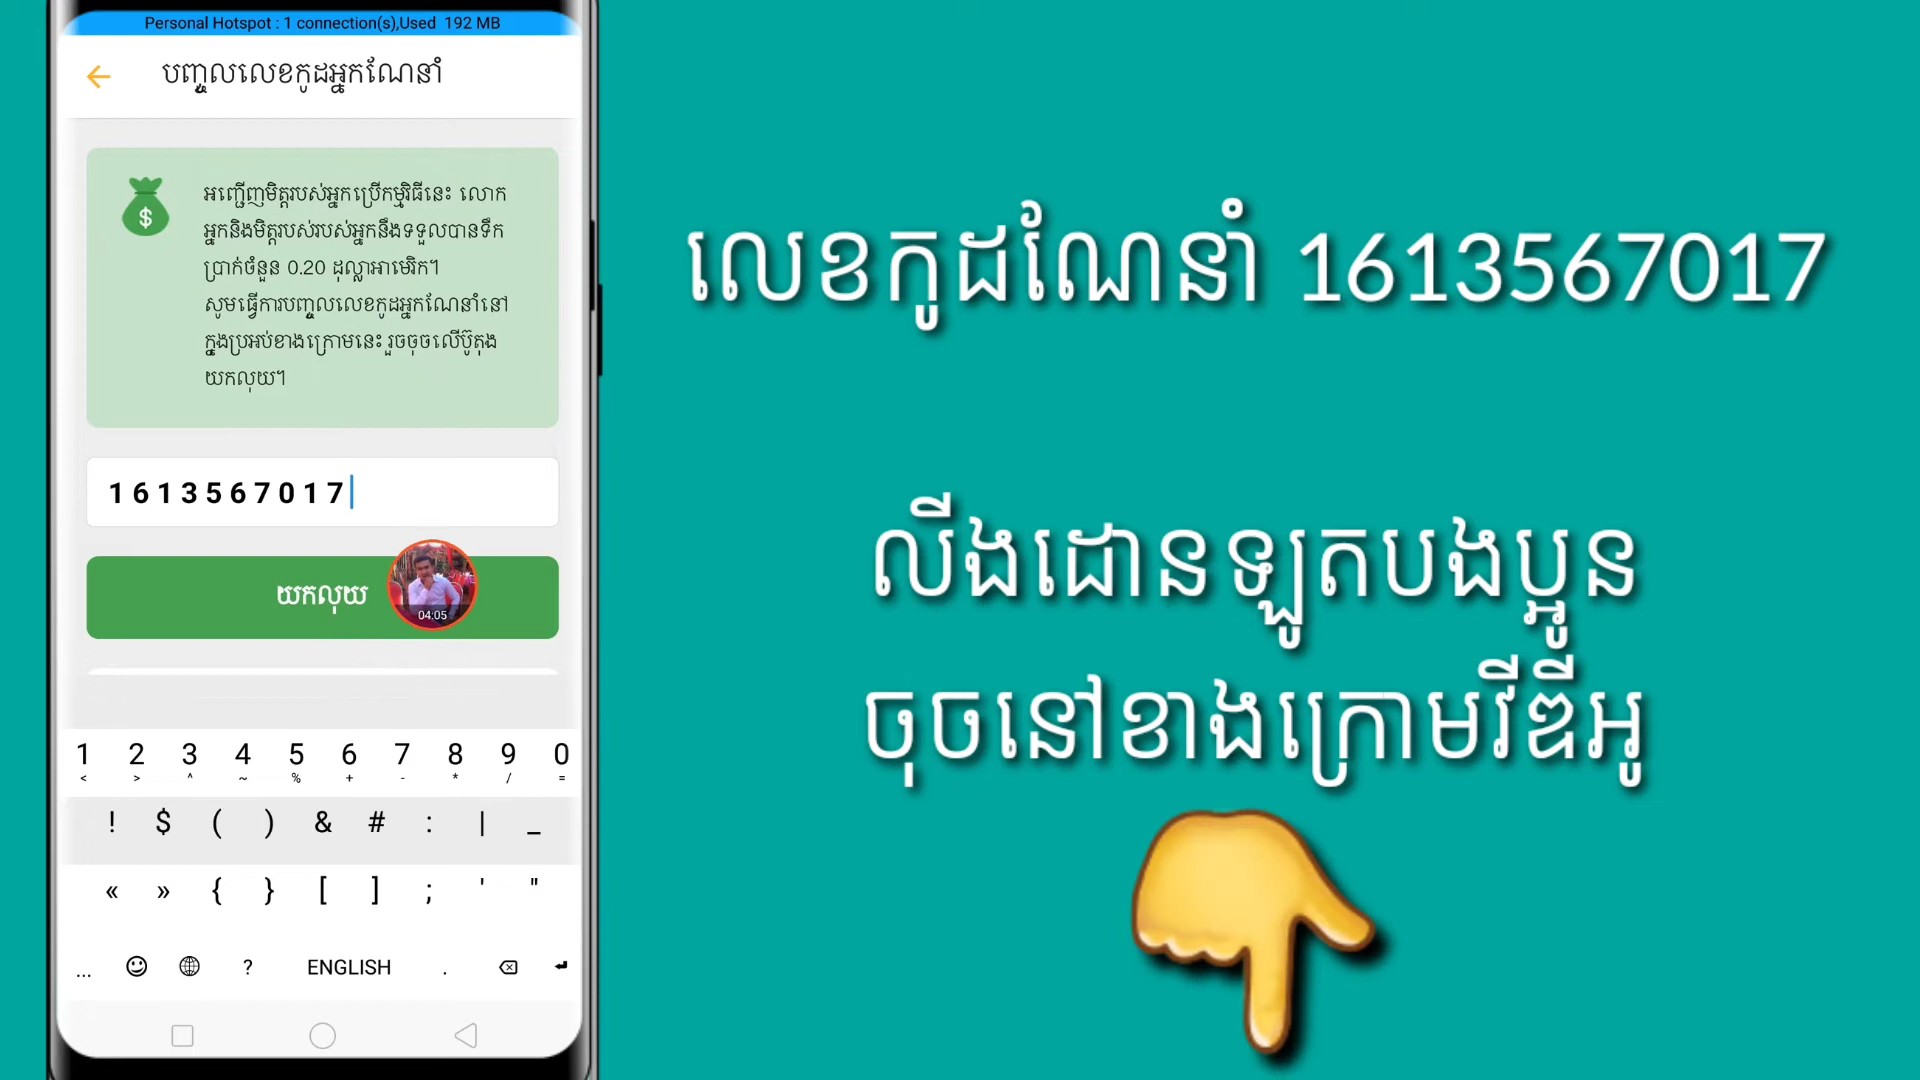 Personal Hotspot : 1 connection(s),Used 192 MB
បញ្ចូលលេខកូដអ្នកណែនាំ
អញ្ជើញមិត្តរបស់អ្នកប្រើកម្មវិធីនេះ លោក
អ្នកនិងមិត្តរបស់របស់អ្នកនឹងទទួលបានទឹក
ប្រាក់ចំនួន 0.20 ដុល្លាអាមេរិក។
សូមធ្វើការបញ្ចូលលេខកូដអ្នកណែនាំនៅ
ក្នុងប្រអប់ខាងក្រោមនេះ រួចចុចលើប៊ូតុង
យកលុយ។
$
1613567017
យកលុយ
04:05
1 2 3 4 5 6 7 8 9 0
< > ^ ~ % + - * / =
! $ ( ) & # : | _
« » { } [ ] ; ' "
... ? ENGLISH .
លេខកូដណែនាំ 1613567017
លីងដោនឡូតបងប្អូន
ចុចនៅខាងក្រោមវីឌីអូ